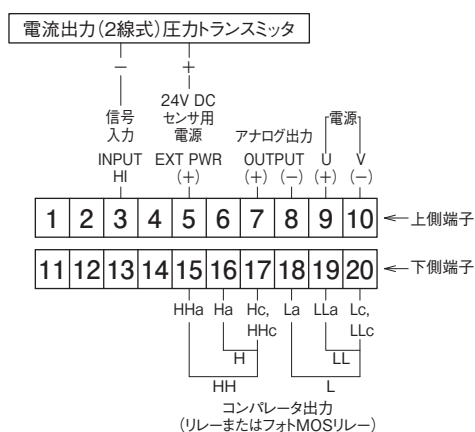 電流出力(2線式)圧力トランスミッタ
− +
24V DC
信号 センサ用
入力 電源 アナログ出力 電源
INPUT EXT PWR OUTPUT U V
HI (+) (+) (−) (+) (−)
1 2 3 4 5 6 7 8 9 10 上側端子
11 12 13 14 15 16 17 18 19 20 下側端子
HHa Ha Hc, La LLa Lc,
HHc LLc
H LL
HH L
コンパレータ出力
(リレーまたはフォトMOSリレー)